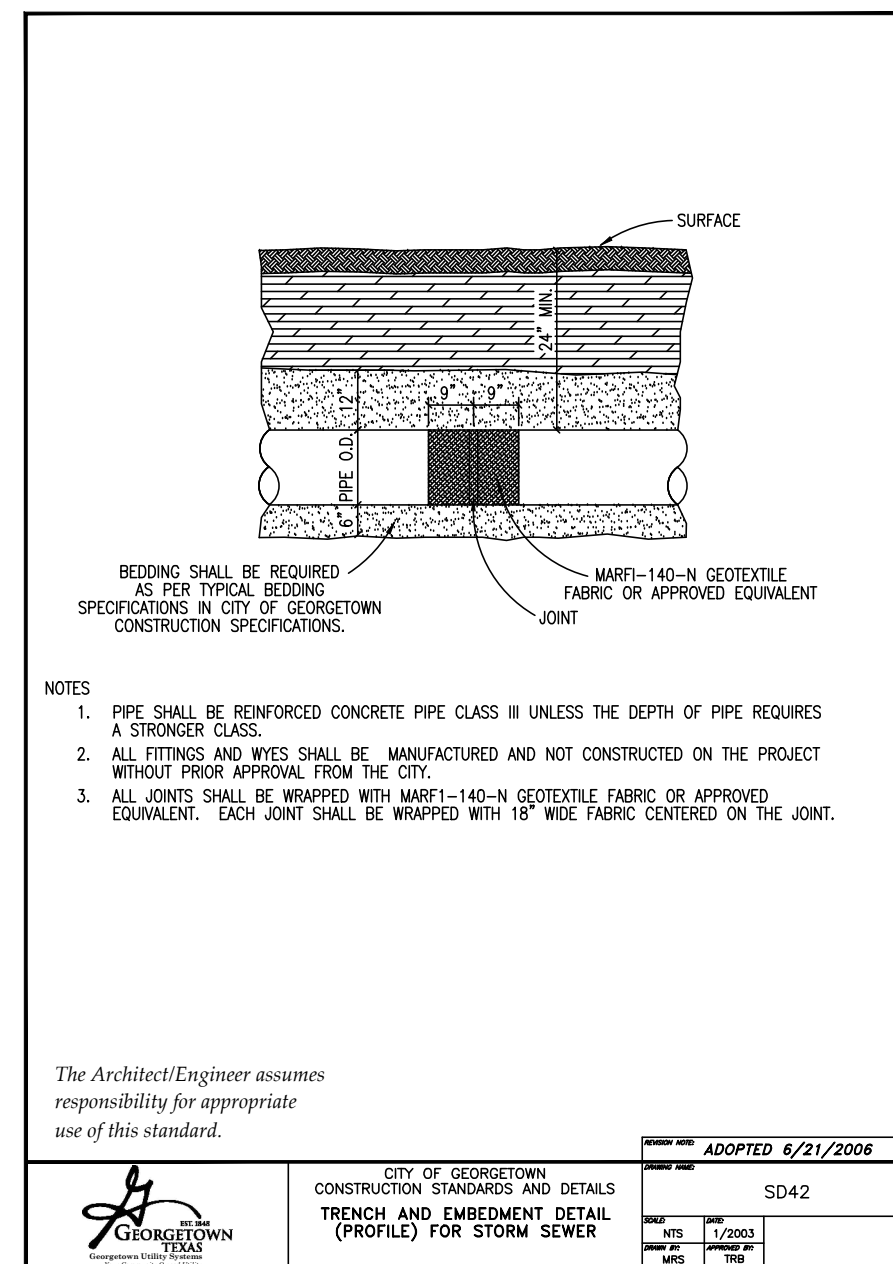 SURFACE
24" MIN.
9" 9"
12"
PIPE O.D.
6"
BEDDING SHALL BE REQUIRED
AS PER TYPICAL BEDDING
SPECIFICATIONS IN CITY OF GEORGETOWN
CONSTRUCTION SPECIFICATIONS.
MARFI-140-N GEOTEXTILE
FABRIC OR APPROVED EQUIVALENT
JOINT
NOTES
1. PIPE SHALL BE REINFORCED CONCRETE PIPE CLASS III UNLESS THE DEPTH OF PIPE REQUIRES
A STRONGER CLASS.
2. ALL FITTINGS AND WYES SHALL BE MANUFACTURED AND NOT CONSTRUCTED ON THE PROJECT
WITHOUT PRIOR APPROVAL FROM THE CITY.
3. ALL JOINTS SHALL BE WRAPPED WITH MARF1-140-N GEOTEXTILE FABRIC OR APPROVED
EQUIVALENT. EACH JOINT SHALL BE WRAPPED WITH 18" WIDE FABRIC CENTERED ON THE JOINT.
The Architect/Engineer assumes
responsibility for appropriate
use of this standard.
REVISION NOTE:
ADOPTED 6/21/2006
EST. 1848
GEORGETOWN
TEXAS
Georgetown Utility Systems
CITY OF GEORGETOWN
CONSTRUCTION STANDARDS AND DETAILS
TRENCH AND EMBEDMENT DETAIL
(PROFILE) FOR STORM SEWER
DRAWING NAME:
SD42
SCALE: DATE:
NTS 1/2003
DRAWN BY: APPROVED BY:
MRS TRB